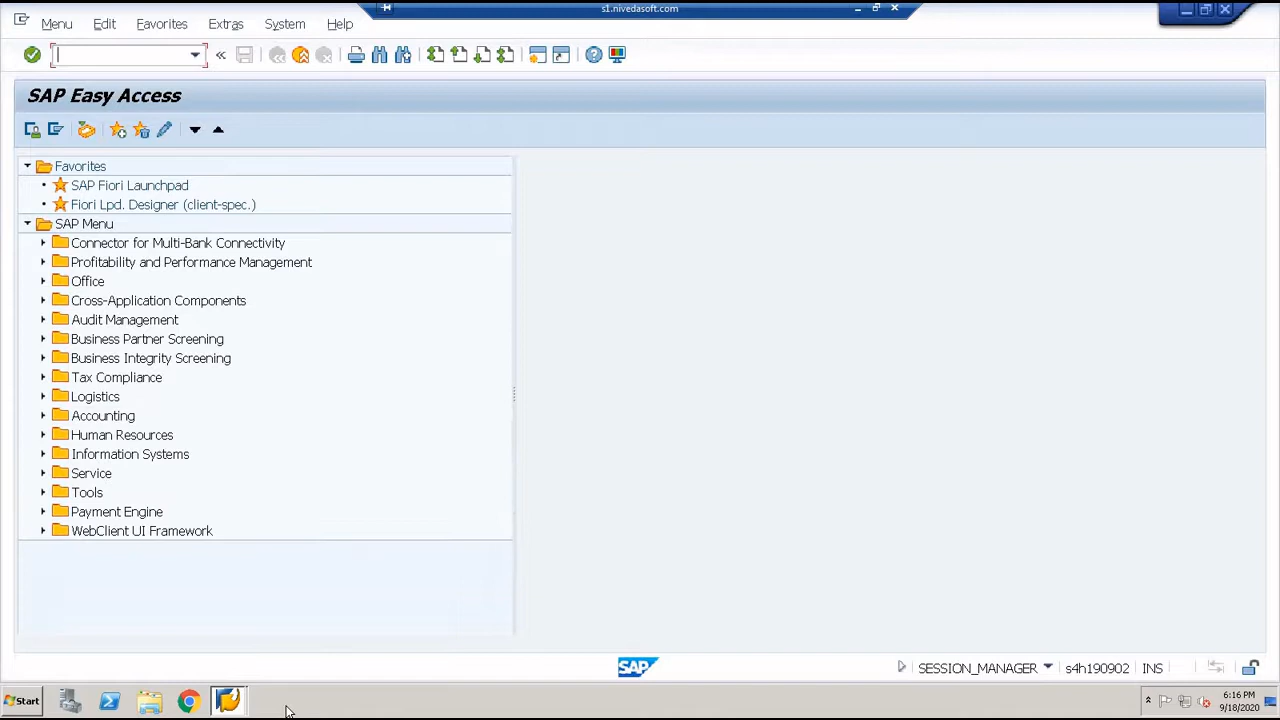 s1.nivedasoft.com
Menu Edit Favorites Extras System Help
SAP Easy Access
Favorites
SAP Fiori Launchpad
Fiori Lpd. Designer (client-spec.)
SAP Menu
Connector for Multi-Bank Connectivity
Profitability and Performance Management
Office
Cross-Application Components
Audit Management
Business Partner Screening
Business Integrity Screening
Tax Compliance
Logistics
Accounting
Human Resources
Information Systems
Service
Tools
Payment Engine
WebClient UI Framework
SAP SESSION_MANAGER s4h190902 INS
Start
6:16 PM
9/18/2020